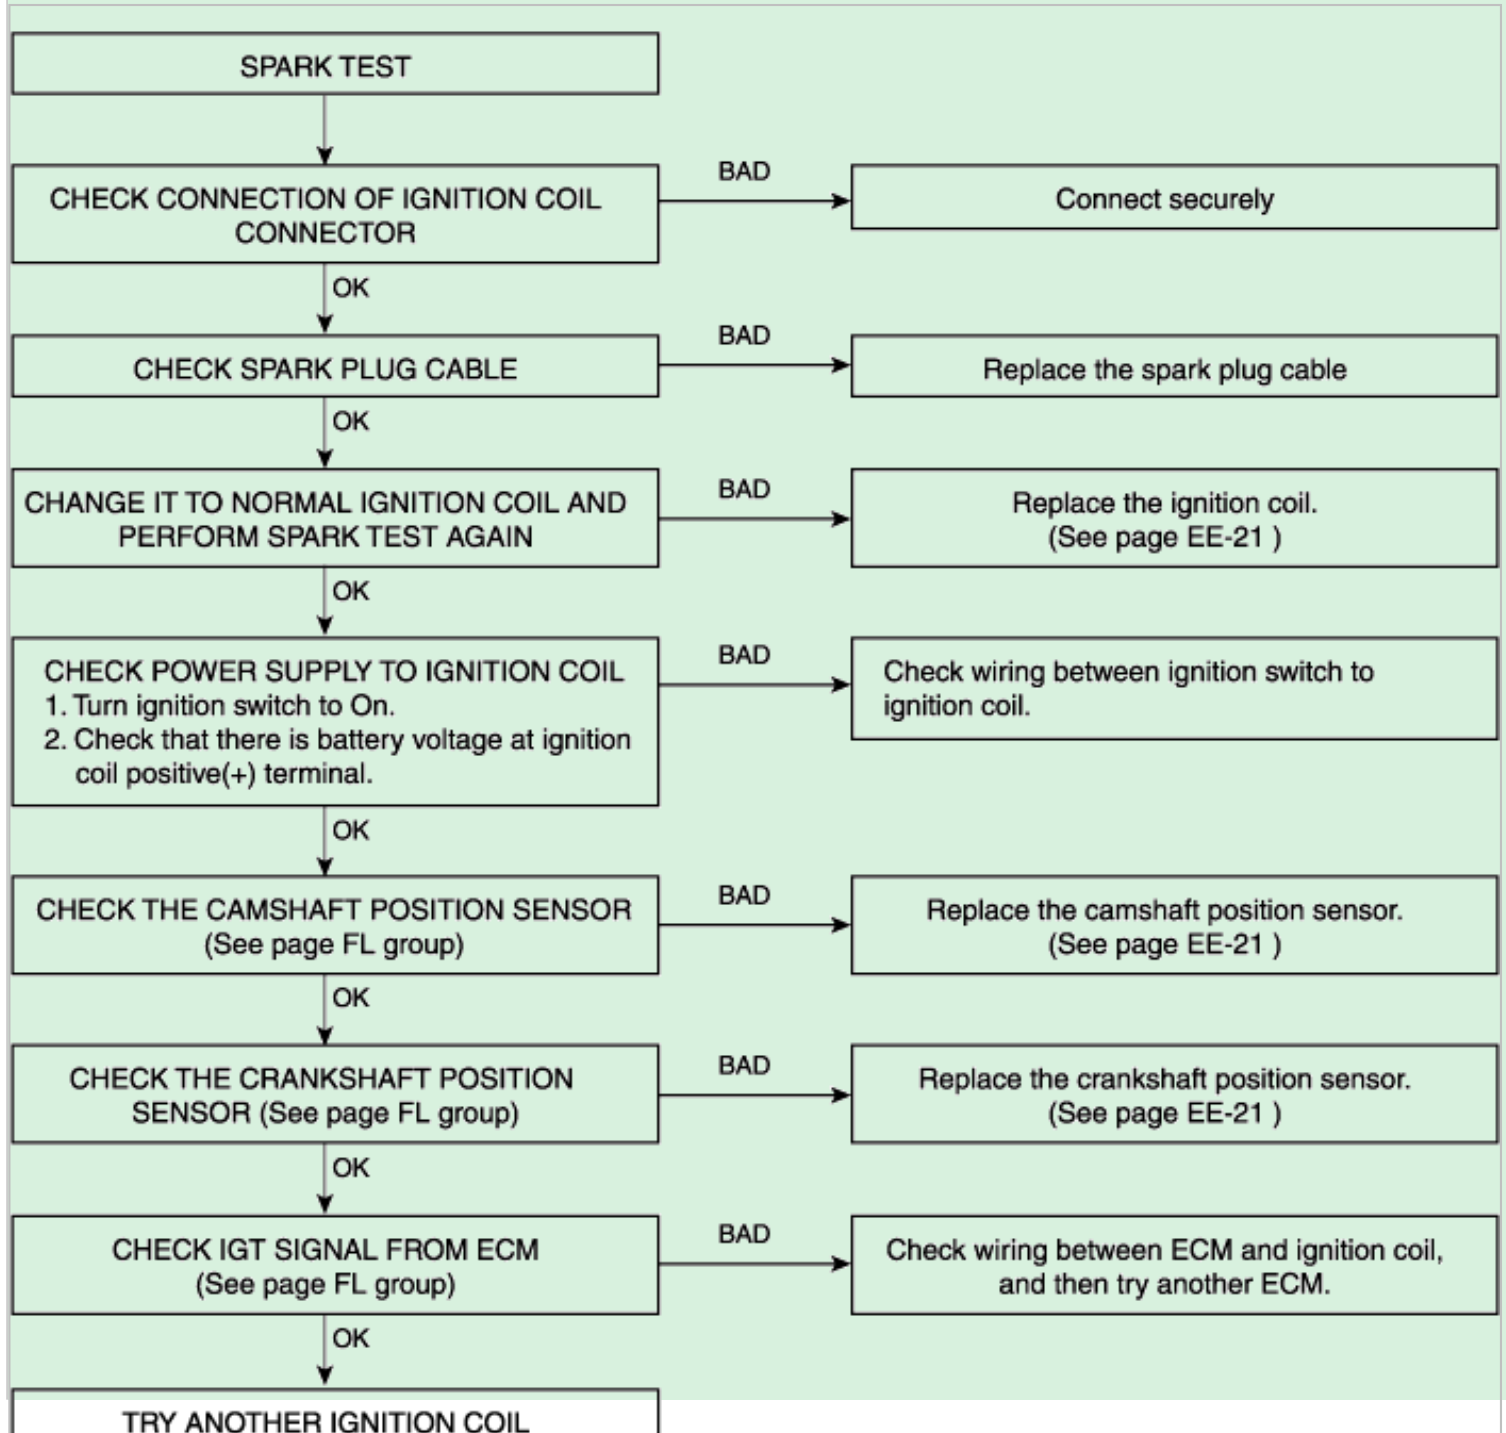 SPARK TEST
CHECK CONNECTION OF IGNITION COIL
CONNECTOR
BAD
Connect securely
OK
CHECK SPARK PLUG CABLE
BAD
Replace the spark plug cable
OK
CHANGE IT TO NORMAL IGNITION COIL AND
PERFORM SPARK TEST AGAIN
BAD
Replace the ignition coil.
(See page EE-21 )
OK
CHECK POWER SUPPLY TO IGNITION COIL
1. Turn ignition switch to On.
2. Check that there is battery voltage at ignition
coil positive(+) terminal.
BAD
Check wiring between ignition switch to
ignition coil.
OK
CHECK THE CAMSHAFT POSITION SENSOR
(See page FL group)
BAD
Replace the camshaft position sensor.
(See page EE-21 )
OK
CHECK THE CRANKSHAFT POSITION
SENSOR (See page FL group)
BAD
Replace the crankshaft position sensor.
(See page EE-21 )
OK
CHECK IGT SIGNAL FROM ECM
(See page FL group)
BAD
Check wiring between ECM and ignition coil,
and then try another ECM.
OK
TRY ANOTHER IGNITION COIL